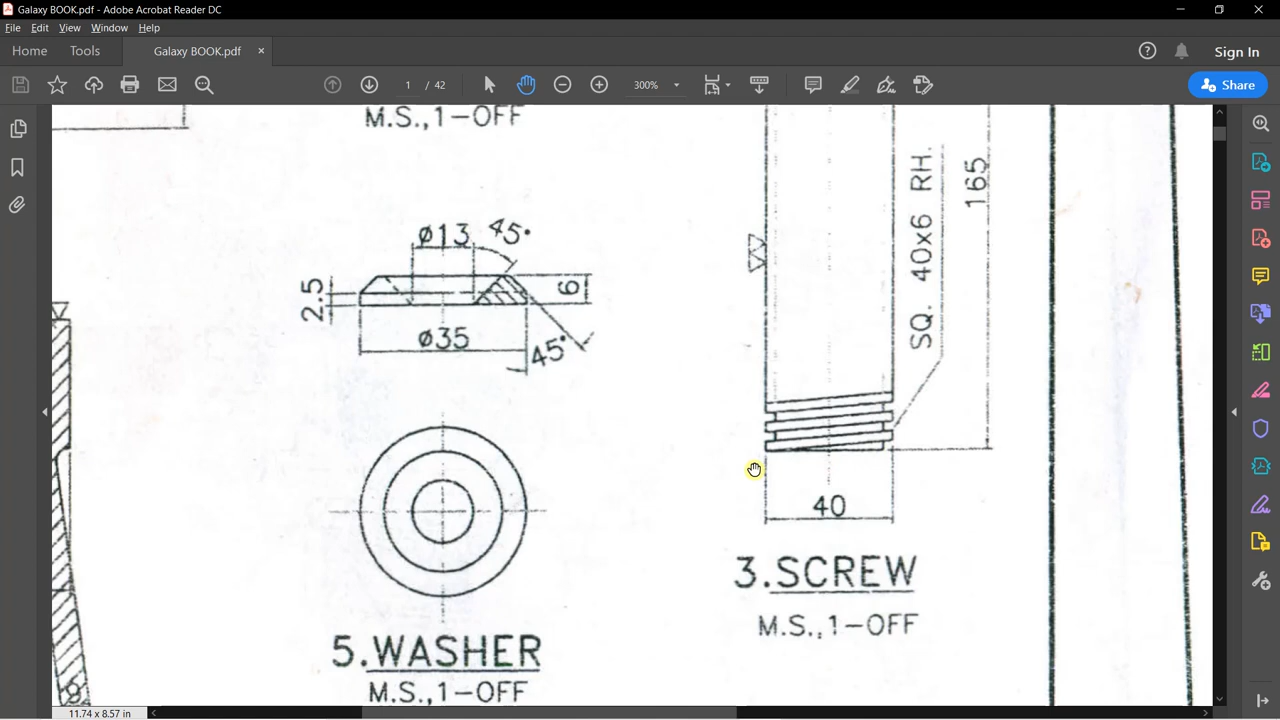 Galaxy BOOK.pdf - Adobe Acrobat Reader DC
File Edit View Window Help
Home Tools Galaxy BOOK.pdf × Sign In
1 / 42 300% Share
M.S.,1-OFF
ø13 45°
2.5
6
ø35
45°
5.WASHER
M.S.,1-OFF
SQ. 40x6 RH.
165
40
3.SCREW
M.S.,1-OFF
11.74 x 8.57 in